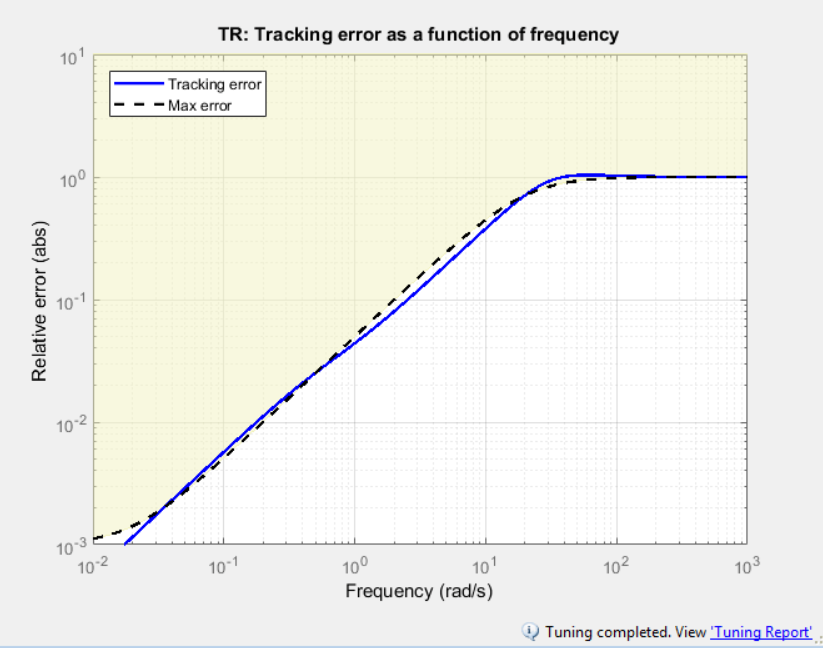 TR: Tracking error as a function of frequency
10^1
Tracking error
Max error
10^0
10^-1
10^-2
10^-3
Relative error (abs)
10^-2 10^-1 10^0 10^1 10^2 10^3
Frequency (rad/s)
Tuning completed. View 'Tuning Report'